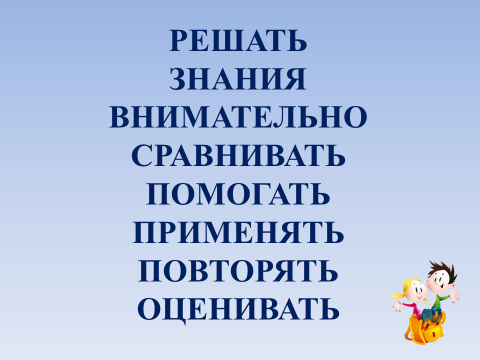 РЕШАТЬ
ЗНАНИЯ
ВНИМАТЕЛЬНО
СРАВНИВАТЬ
ПОМОГАТЬ
ПРИМЕНЯТЬ
ПОВТОРЯТЬ
ОЦЕНИВАТЬ